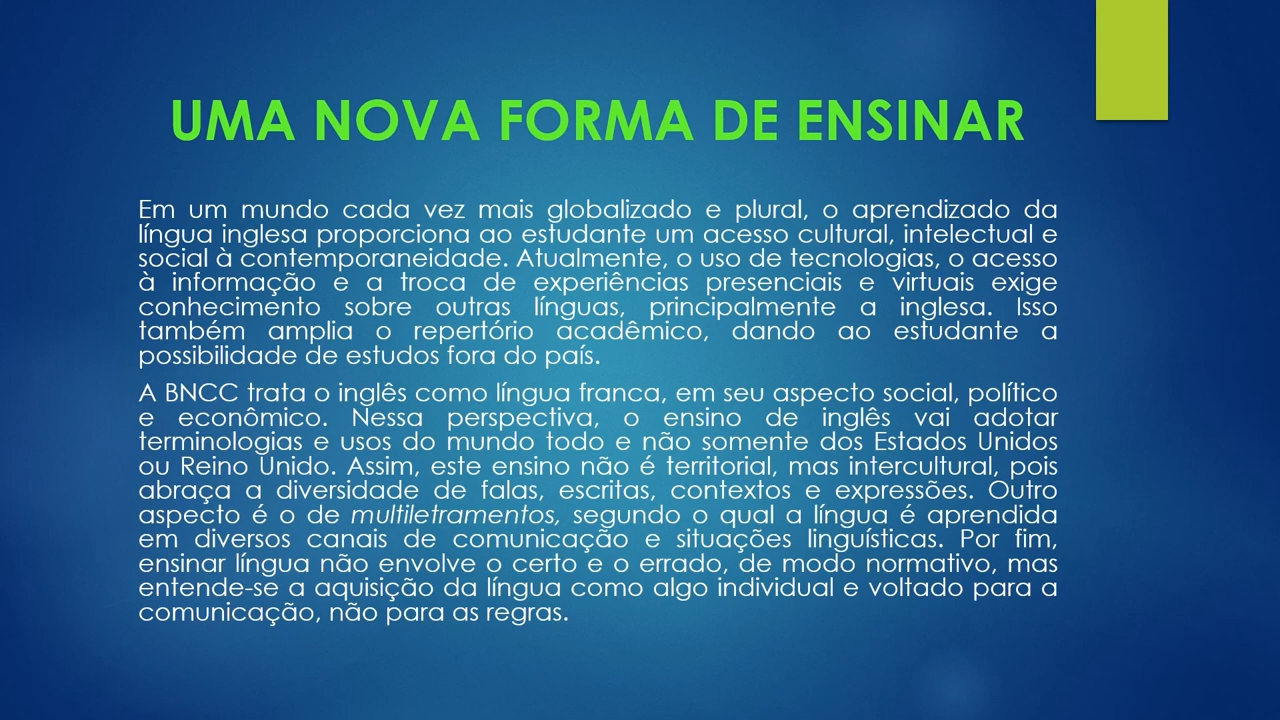 UMA NOVA FORMA DE ENSINAR
Em um mundo cada vez mais globalizado e plural, o aprendizado da
língua inglesa proporciona ao estudante um acesso cultural, intelectual e
social à contemporaneidade. Atualmente, o uso de tecnologias, o acesso
à informação e a troca de experiências presenciais e virtuais exige
conhecimento sobre outras línguas, principalmente a inglesa. Isso
também amplia o repertório acadêmico, dando ao estudante a
possibilidade de estudos fora do país.
A BNCC trata o inglês como língua franca, em seu aspecto social, político
e econômico. Nessa perspectiva, o ensino de inglês vai adotar
terminologias e usos do mundo todo e não somente dos Estados Unidos
ou Reino Unido. Assim, este ensino não é territorial, mas intercultural, pois
abraça a diversidade de falas, escritas, contextos e expressões. Outro
aspecto é o de multiletramentos, segundo o qual a língua é aprendida
em diversos canais de comunicação e situações linguísticas. Por fim,
ensinar língua não envolve o certo e o errado, de modo normativo, mas
entende-se a aquisição da língua como algo individual e voltado para a
comunicação, não para as regras.